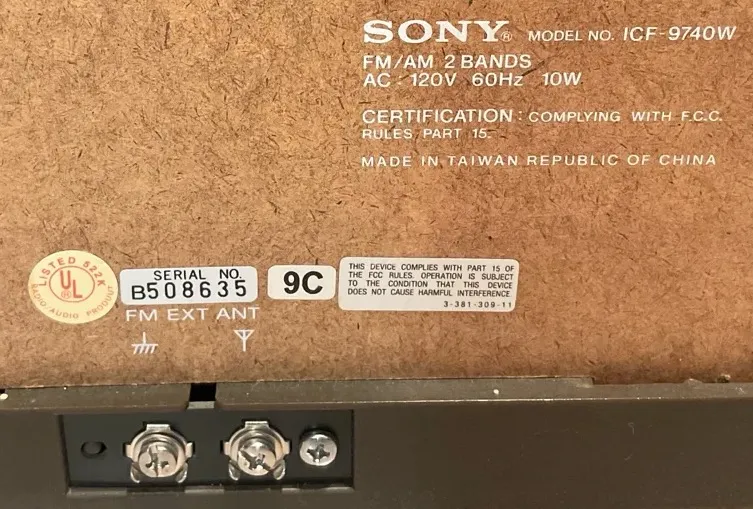 SONY® MODEL NO. ICF-9740W
FM/AM 2 BANDS
AC : 120V 60Hz 10W
CERTIFICATION : COMPLYING WITH F.C.C.
RULES PART 15.
MADE IN TAIWAN REPUBLIC OF CHINA
LISTED 522K
UL®
RADIO/AUDIO PRODUCT
SERIAL NO.
B508635
9C
THIS DEVICE COMPLIES WITH PART 15 OF
THE FCC RULES. OPERATION IS SUBJECT
TO THE CONDITION THAT THIS DEVICE
DOES NOT CAUSE HARMFUL INTERFERENCE.
3-381-309-11
FM EXT ANT